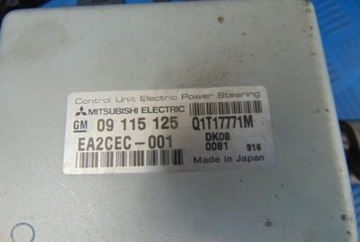 Control Unit Electric Power Steering
MITSUBISHI ELECTRIC
GM 09 115 125 Q1T17771M
EA2CEC-001 DK08
0081 916
Made in Japan